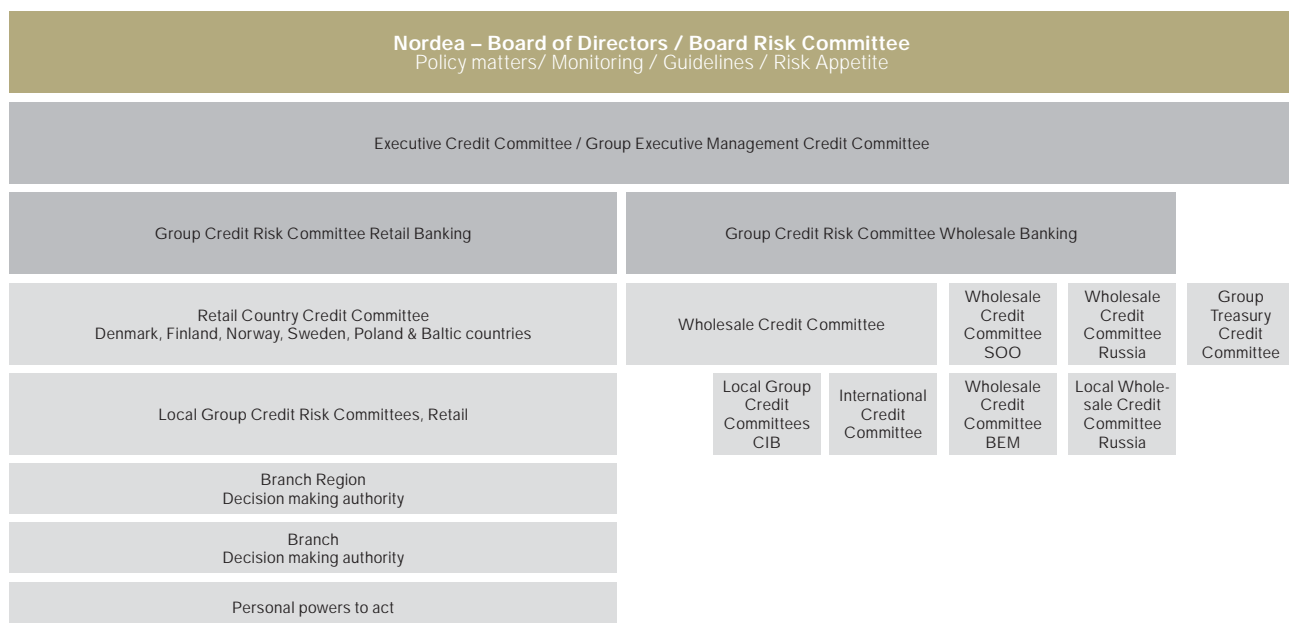 Nordea – Board of Directors / Board Risk Committee
Policy matters/ Monitoring / Guidelines / Risk Appetite
Executive Credit Committee / Group Executive Management Credit Committee
Group Credit Risk Committee Retail Banking
Group Credit Risk Committee Wholesale Banking
Retail Country Credit Committee
Denmark, Finland, Norway, Sweden, Poland & Baltic countries
Wholesale Credit Committee
Wholesale
Credit
Committee
SOO
Wholesale
Credit
Committee
Russia
Group
Treasury
Credit
Committee
Local Group Credit Risk Committees, Retail
Local Group
Credit
Committees
CIB
International
Credit
Committee
Wholesale
Credit
Committee
BEM
Local Whole-
sale Credit
Committee
Russia
Branch Region
Decision making authority
Branch
Decision making authority
Personal powers to act